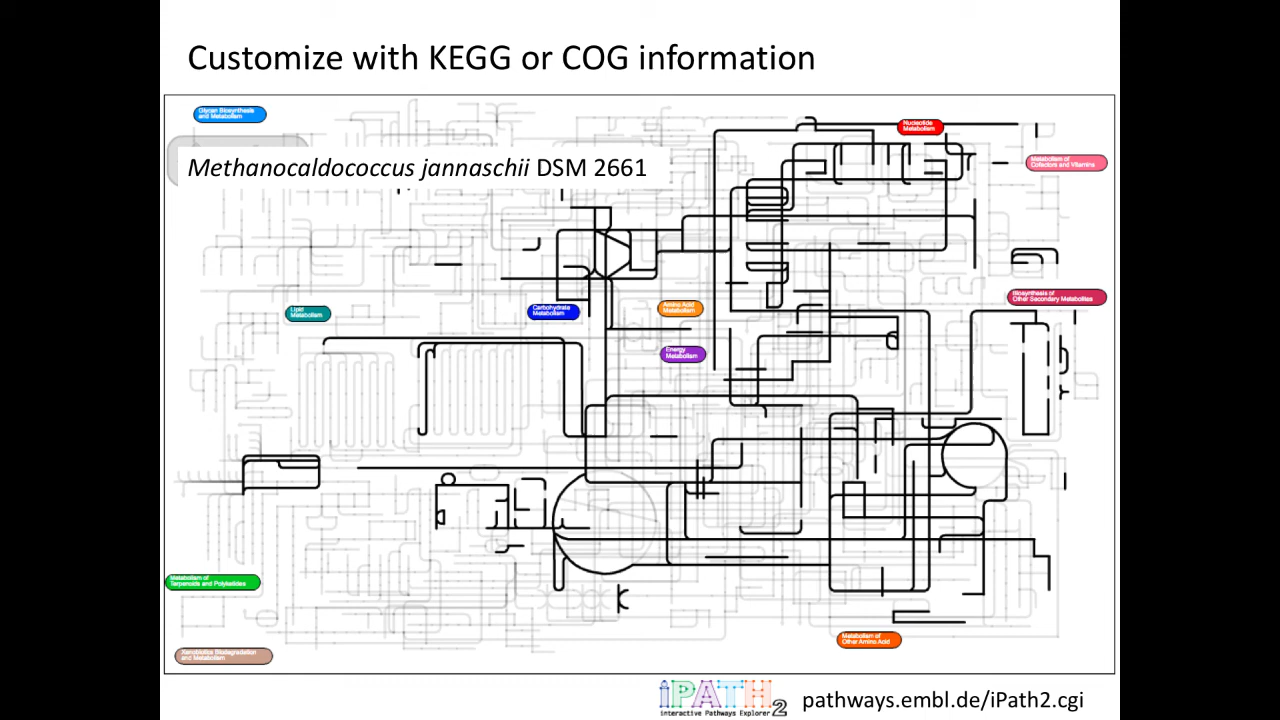 Customize with KEGG or COG information
Glycan Biosynthesis
and Metabolism
Nucleotide
Metabolism
Metabolism of
Cofactors and Vitamins
Methanocaldococcus jannaschii DSM 2661
Biosynthesis of
Other Secondary Metabolites
Lipid
Metabolism
Carbohydrate
Metabolism
Amino Acid
Metabolism
Energy
Metabolism
Metabolism of
Terpenoids and Polyketides
Metabolism of
Other Amino Acid
Xenobiotics Biodegradation
and Metabolism
iPATH2
interactive Pathways Explorer
pathways.embl.de/iPath2.cgi